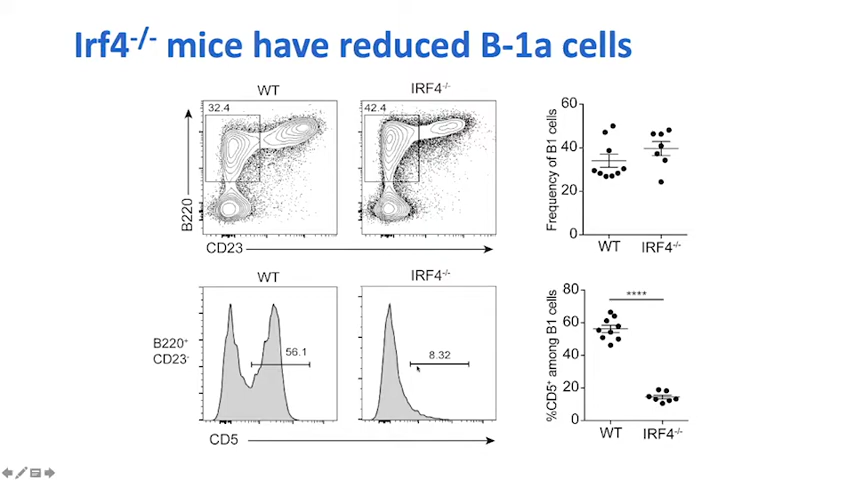 Irf4-/- mice have reduced B-1a cells
WT
IRF4-/-
32.4
42.4
B220
CD23
60
40
20
0
Frequency of B1 cells
WT
IRF4-/-
WT
IRF4-/-
B220+
CD23-
56.1
8.32
CD5
80
60
40
20
0
%CD5+ among B1 cells
****
WT
IRF4-/-